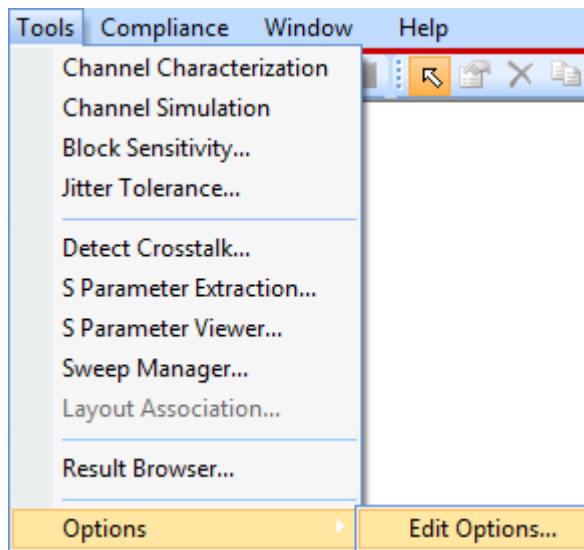 Tools Compliance Window Help
Channel Characterization
Channel Simulation
Block Sensitivity...
Jitter Tolerance...
Detect Crosstalk...
S Parameter Extraction...
S Parameter Viewer...
Sweep Manager...
Layout Association...
Result Browser...
Options Edit Options...